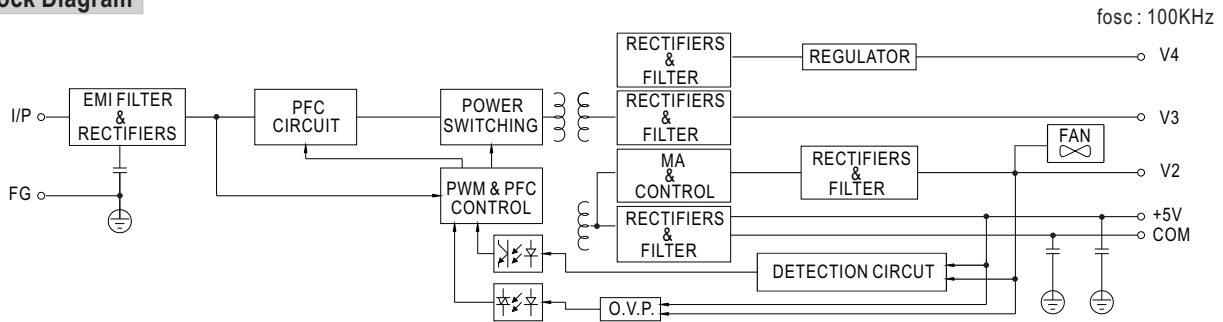 ock Diagram
fosc : 100KHz
RECTIFIERS
&
FILTER
REGULATOR
V4
I/P
EMI FILTER
&
RECTIFIERS
PFC
CIRCUIT
POWER
SWITCHING
RECTIFIERS
&
FILTER
V3
FAN
FG
PWM & PFC
CONTROL
MA
&
CONTROL
RECTIFIERS
&
FILTER
V2
RECTIFIERS
&
FILTER
+5V
COM
DETECTION CIRCUT
O.V.P.